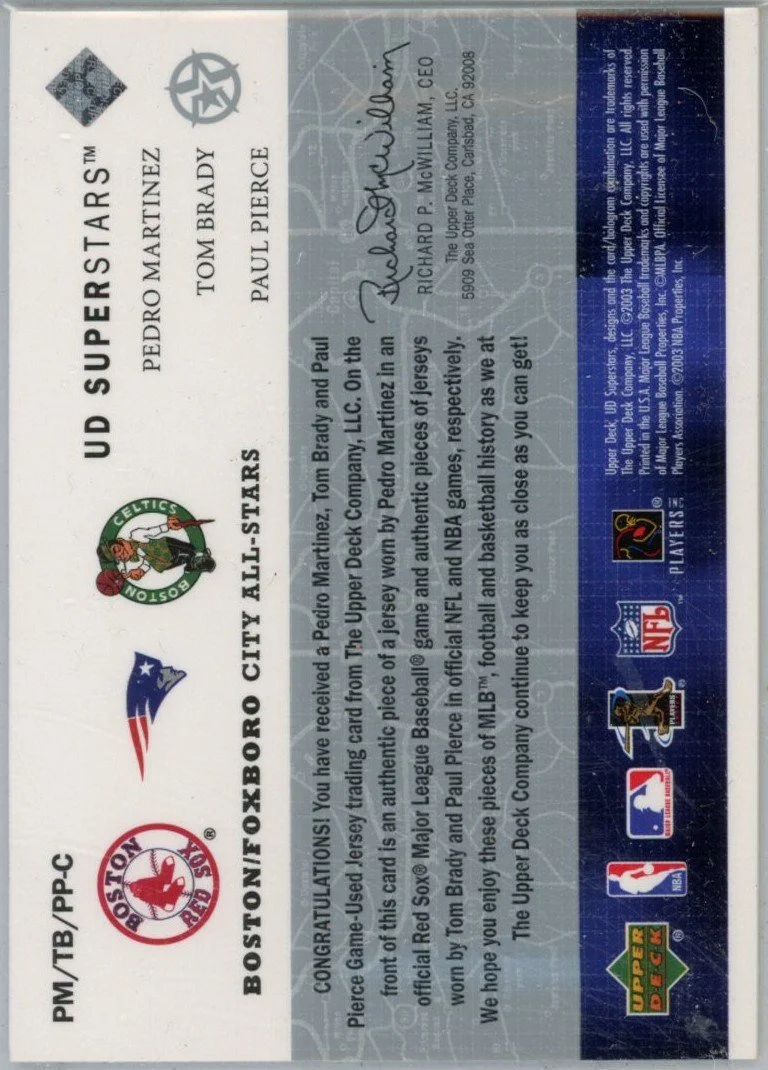 PM/TB/PP-C
UD SUPERSTARS™
PEDRO MARTINEZ
TOM BRADY
PAUL PIERCE
BOSTON RED SOX ®
CELTICS BOSTON
BOSTON/FOXBORO CITY ALL-STARS
CONGRATULATIONS! You have received a Pedro Martinez, Tom Brady and Paul
Pierce Game-Used Jersey trading card from The Upper Deck Company, LLC. On the
front of this card is an authentic piece of a jersey worn by Pedro Martinez in an
official Red Sox® Major League Baseball® game and authentic pieces of jerseys
worn by Tom Brady and Paul Pierce in official NFL and NBA games, respectively.
We hope you enjoy these pieces of MLB™, football and basketball history as we at
The Upper Deck Company continue to keep you as close as you can get!
Richard P. McWilliam
RICHARD P. McWILLIAM, CEO
The Upper Deck Company, LLC.
5909 Sea Otter Place, Carlsbad, CA 92008
UPPER DECK ®
NBA
MAJOR LEAGUE BASEBALL
PLAYERS ®
NFL ™
PLAYERS INC ®
Upper Deck, UD Superstars, designs and the card/hologram combination are trademarks of
The Upper Deck Company, LLC. ©2003 The Upper Deck Company, LLC. All rights reserved.
Printed in the U.S.A. Major League Baseball trademarks and copyrights are used with permission
of Major League Baseball Properties, Inc. ©MLBPA. Official Licensee of Major League Baseball
Players Association. ©2003 NBA Properties, Inc.